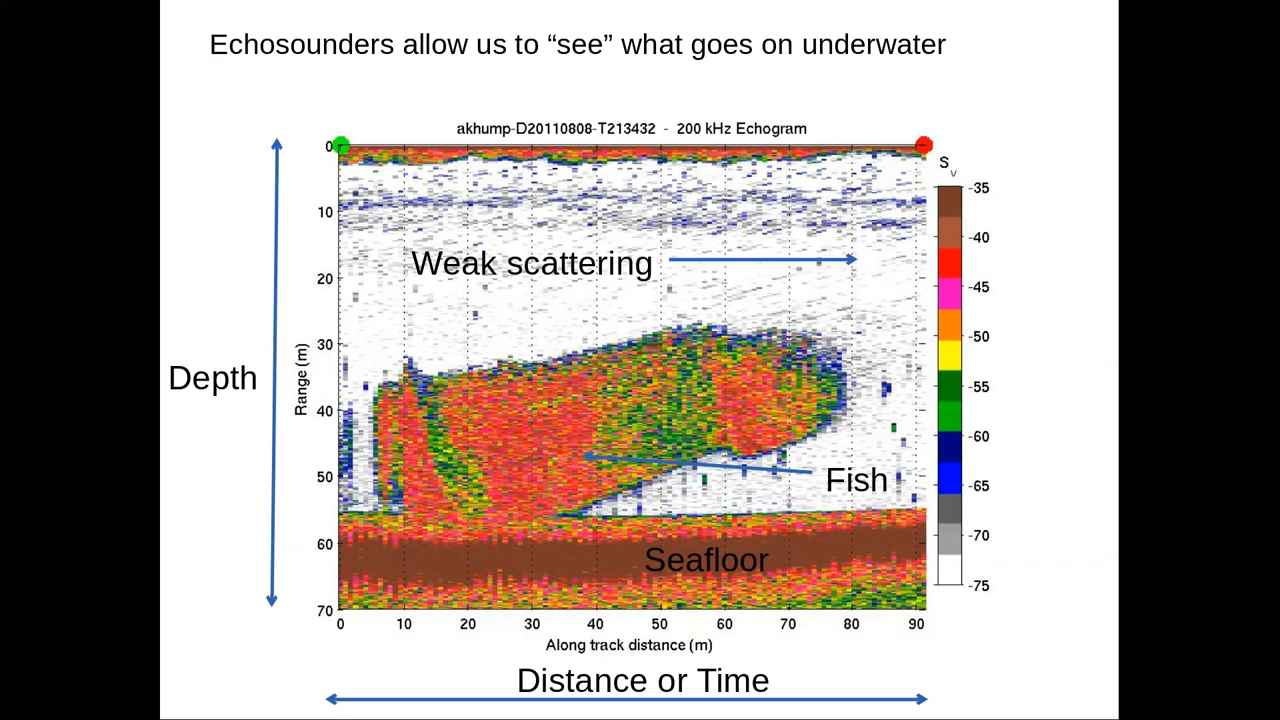 Echosounders allow us to “see” what goes on underwater
akhump-D20110808-T213432 - 200 kHz Echogram
Sv
0
10
20
30
40
50
60
70
Range (m)
Depth
Weak scattering
Fish
Seafloor
-35
-40
-45
-50
-55
-60
-65
-70
-75
0 10 20 30 40 50 60 70 80 90
Along track distance (m)
Distance or Time